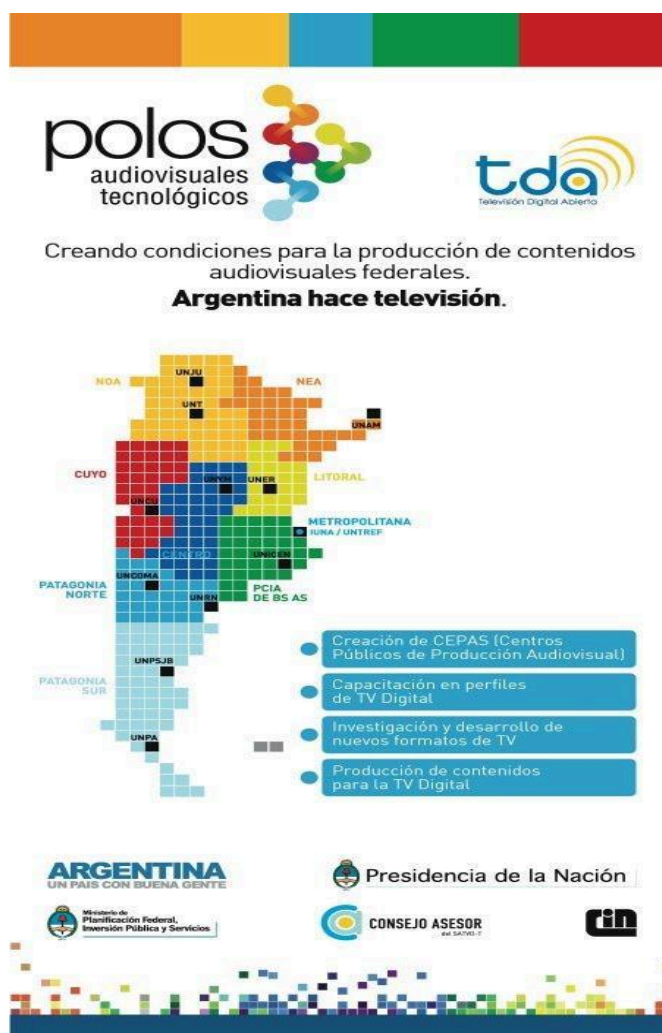 polos
audiovisuales
tecnológicos
tda
Televisión Digital Abierta
Creando condiciones para la producción de contenidos
audiovisuales federales.
Argentina hace televisión.
NOA
UNJU
NEA
UNT
UNAM
CUYO
UNVM
UNER
LITORAL
UNCU
METROPOLITANA
IUNA / UNTREF
CENTRO
UNICEN
UNCOMA
PATAGONIA
NORTE
UNRN
PCIA
DE BS AS
UNPSJB
PATAGONIA
SUR
UNPA
Creación de CEPAS (Centros
Públicos de Producción Audiovisual)
Capacitación en perfiles
de TV Digital
Investigación y desarrollo de
nuevos formatos de TV
Producción de contenidos
para la TV Digital
ARGENTINA
UN PAIS CON BUENA GENTE
Presidencia de la Nación
Ministerio de
Planificación Federal,
Inversión Pública y Servicios
CONSEJO ASESOR
del SATVD-T
cin